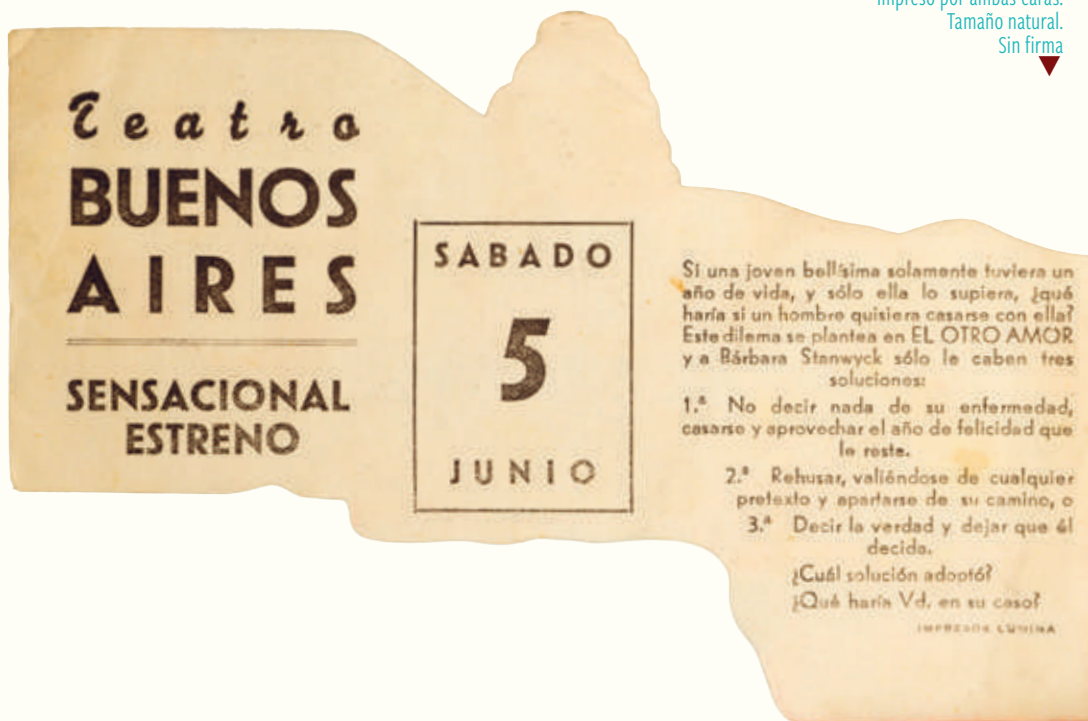 Impreso por ambas caras.
Tamaño natural.
Sin firma
Teatro
BUENOS
AIRES
SENSACIONAL
ESTRENO
SABADO
5
JUNIO
Si una joven bellísima solamente tuviera un
año de vida, y sólo ella lo supiera, ¿qué
haría si un hombre quisiera casarse con ella?
Este dilema se plantea en EL OTRO AMOR
y a Bárbara Stanwyck sólo le caben tres
soluciones:
1.ª No decir nada de su enfermedad,
casarse y aprovechar el año de felicidad que
le resta.
2.ª Rehusar, valiéndose de cualquier
pretexto y apartarse de su camino, o
3.ª Decir la verdad y dejar que él
decida.
¿Cuál solución adoptó?
¿Qué haría Vd. en su caso?
IMPRESOR LUMINA